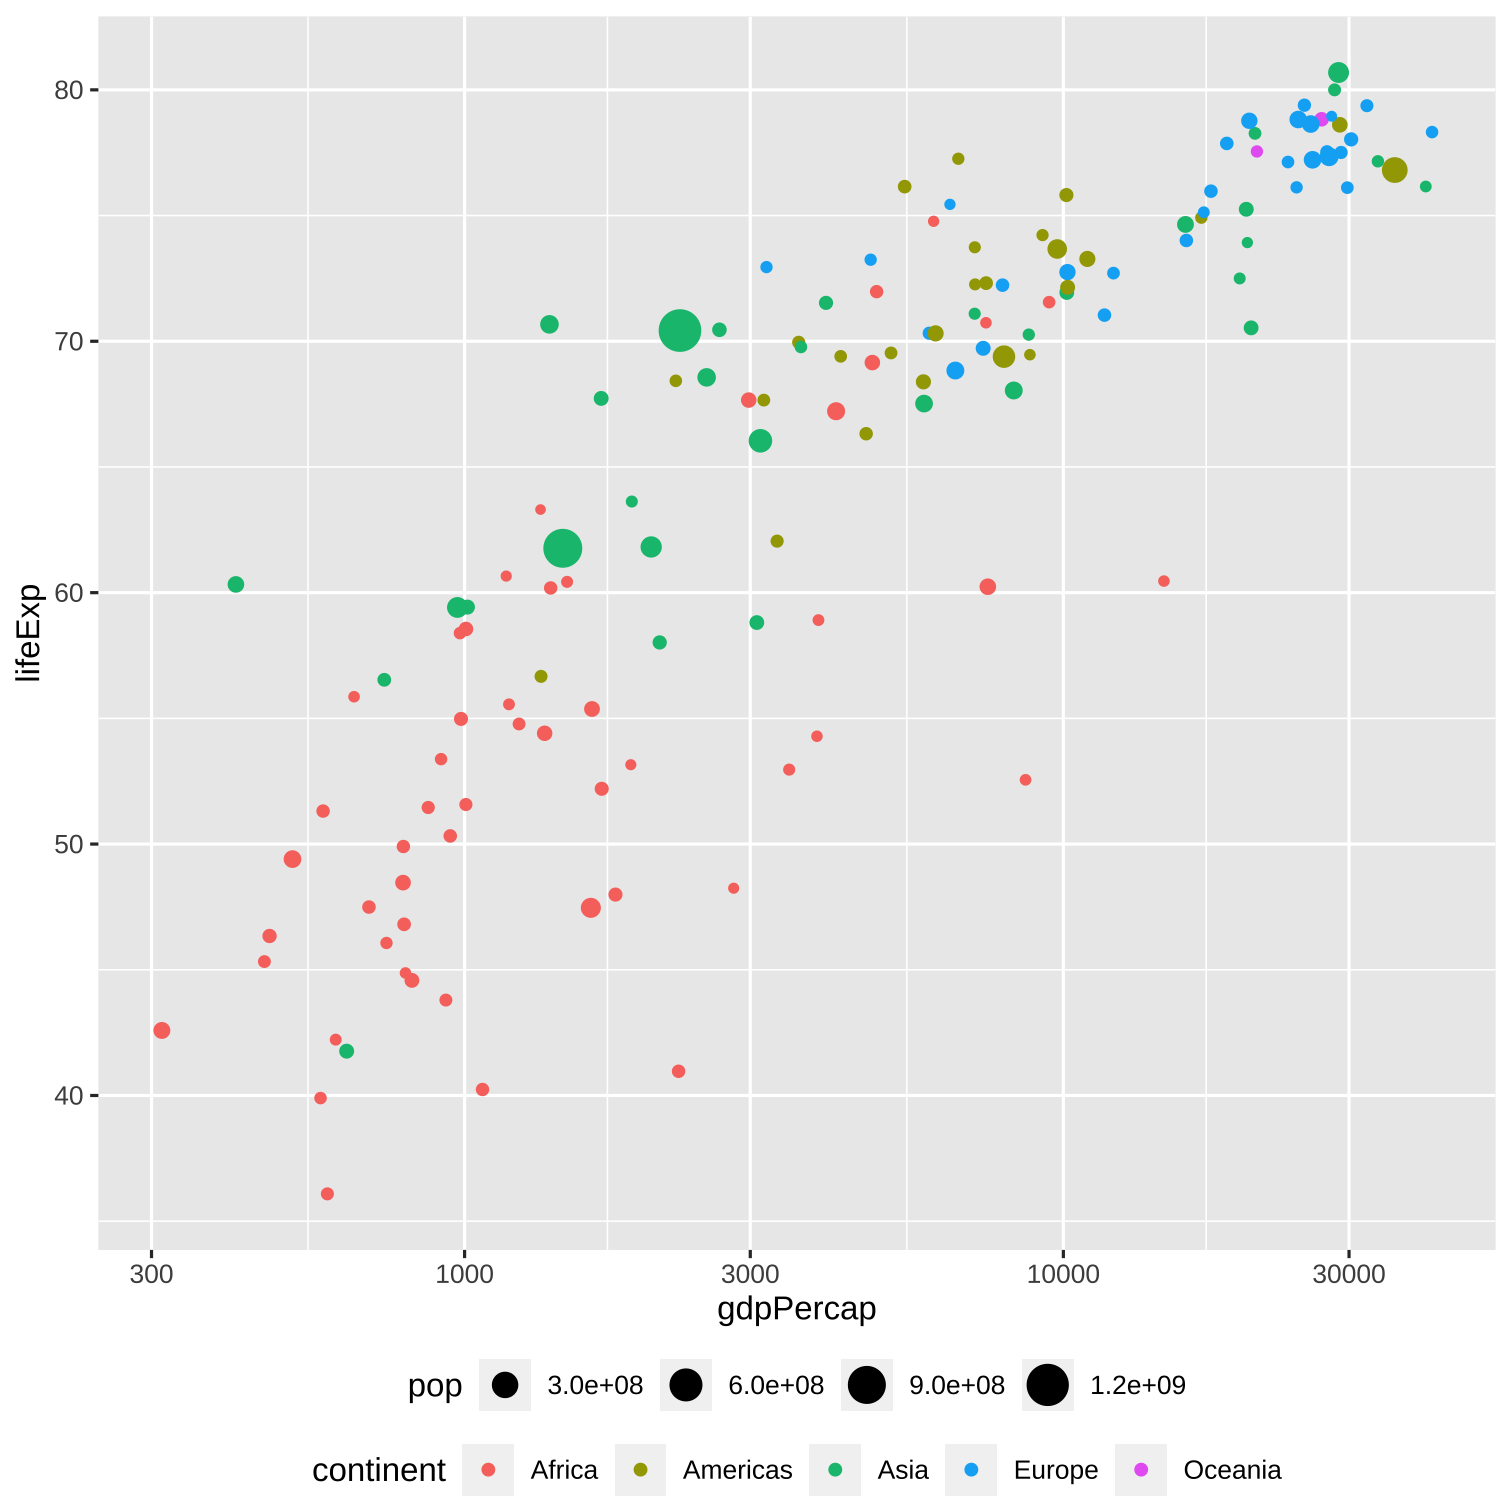 80
70
60
50
40
lifeExp
300 1000 3000 10000 30000
gdpPercap
pop 3.0e+08 6.0e+08 9.0e+08 1.2e+09
continent Africa Americas Asia Europe Oceania